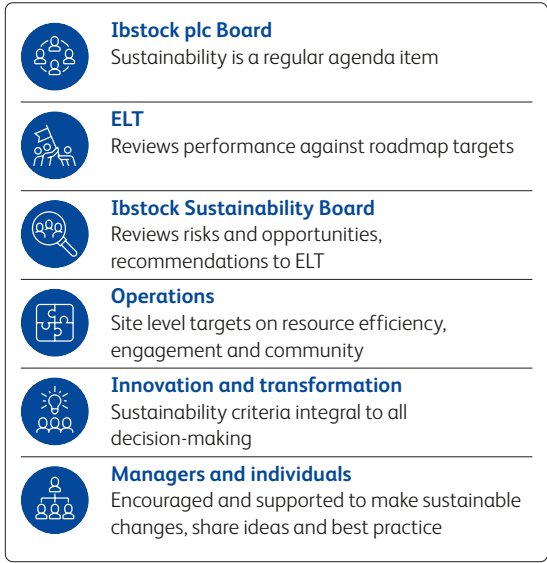 Ibstock plc Board
Sustainability is a regular agenda item
ELT
Reviews performance against roadmap targets
Ibstock Sustainability Board
Reviews risks and opportunities,
recommendations to ELT
Operations
Site level targets on resource efficiency,
engagement and community
Innovation and transformation
Sustainability criteria integral to all
decision-making
Managers and individuals
Encouraged and supported to make sustainable
changes, share ideas and best practice